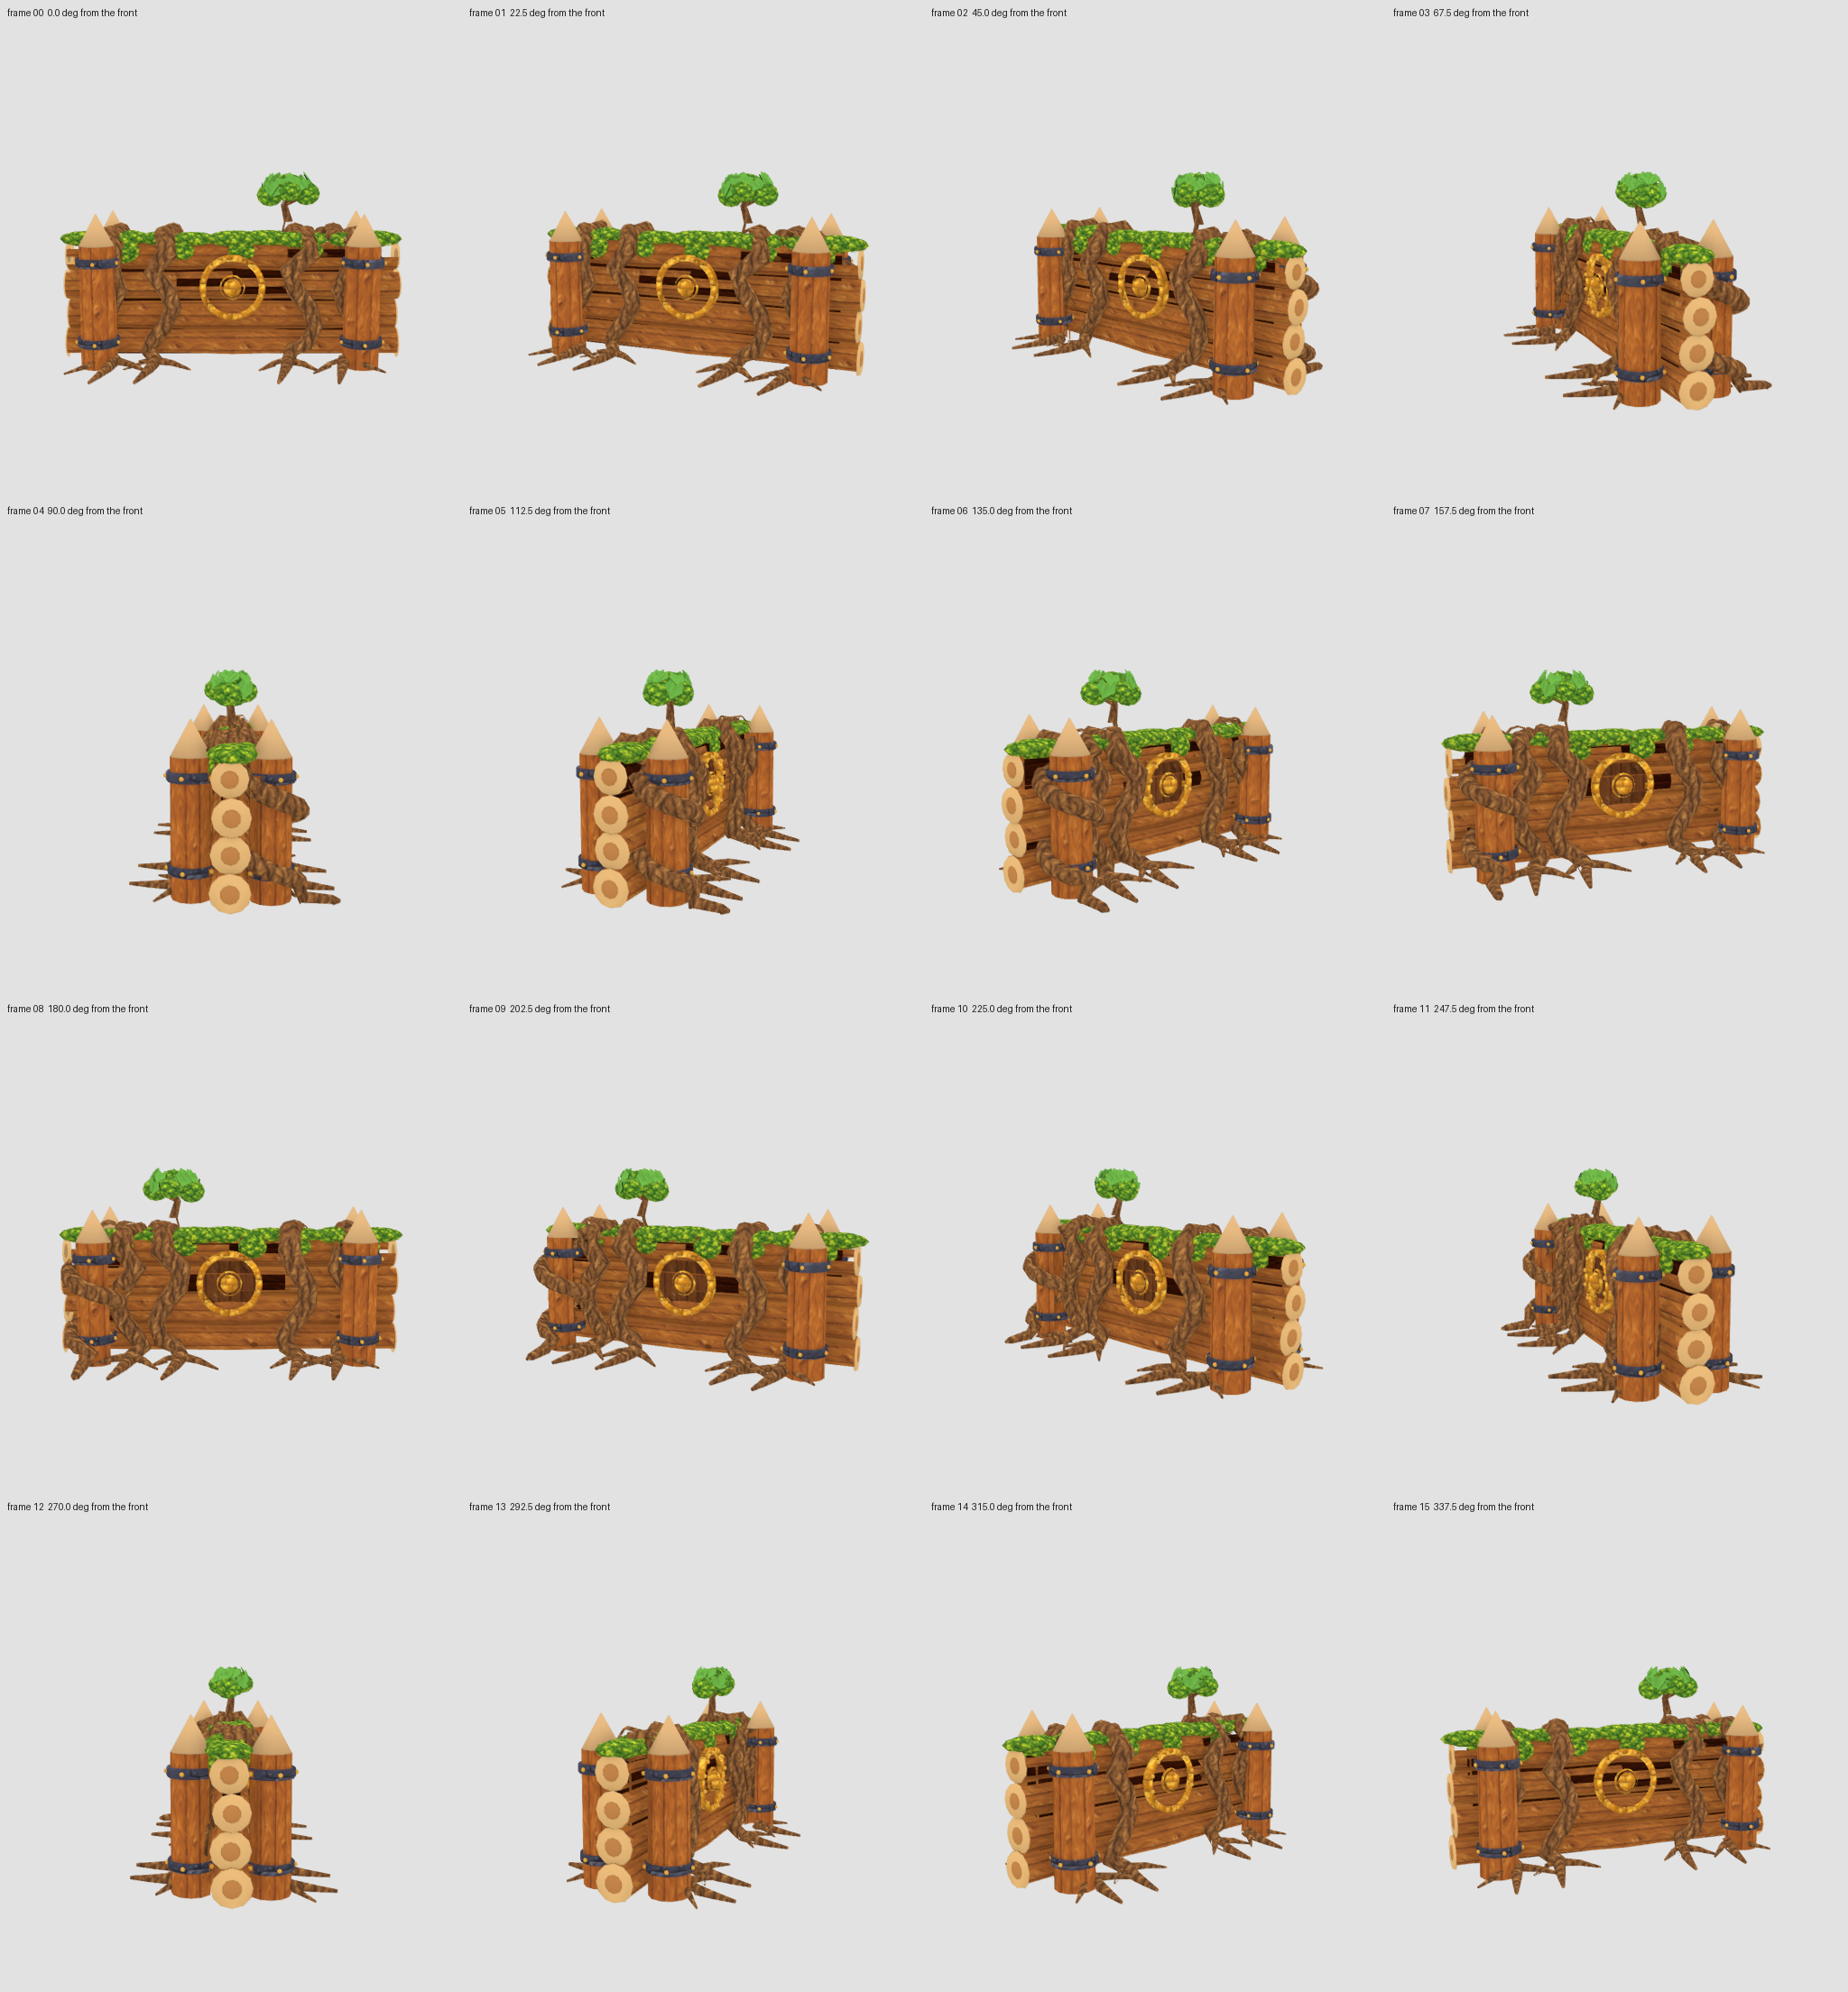 frame 00 0.0 deg from the front
frame 01 22.5 deg from the front
frame 02 45.0 deg from the front
frame 03 67.5 deg from the front
frame 04 90.0 deg from the front
frame 05 112.5 deg from the front
frame 06 135.0 deg from the front
frame 07 157.5 deg from the front
frame 08 180.0 deg from the front
frame 09 202.5 deg from the front
frame 10 225.0 deg from the front
frame 11 247.5 deg from the front
frame 12 270.0 deg from the front
frame 13 292.5 deg from the front
frame 14 315.0 deg from the front
frame 15 337.5 deg from the front